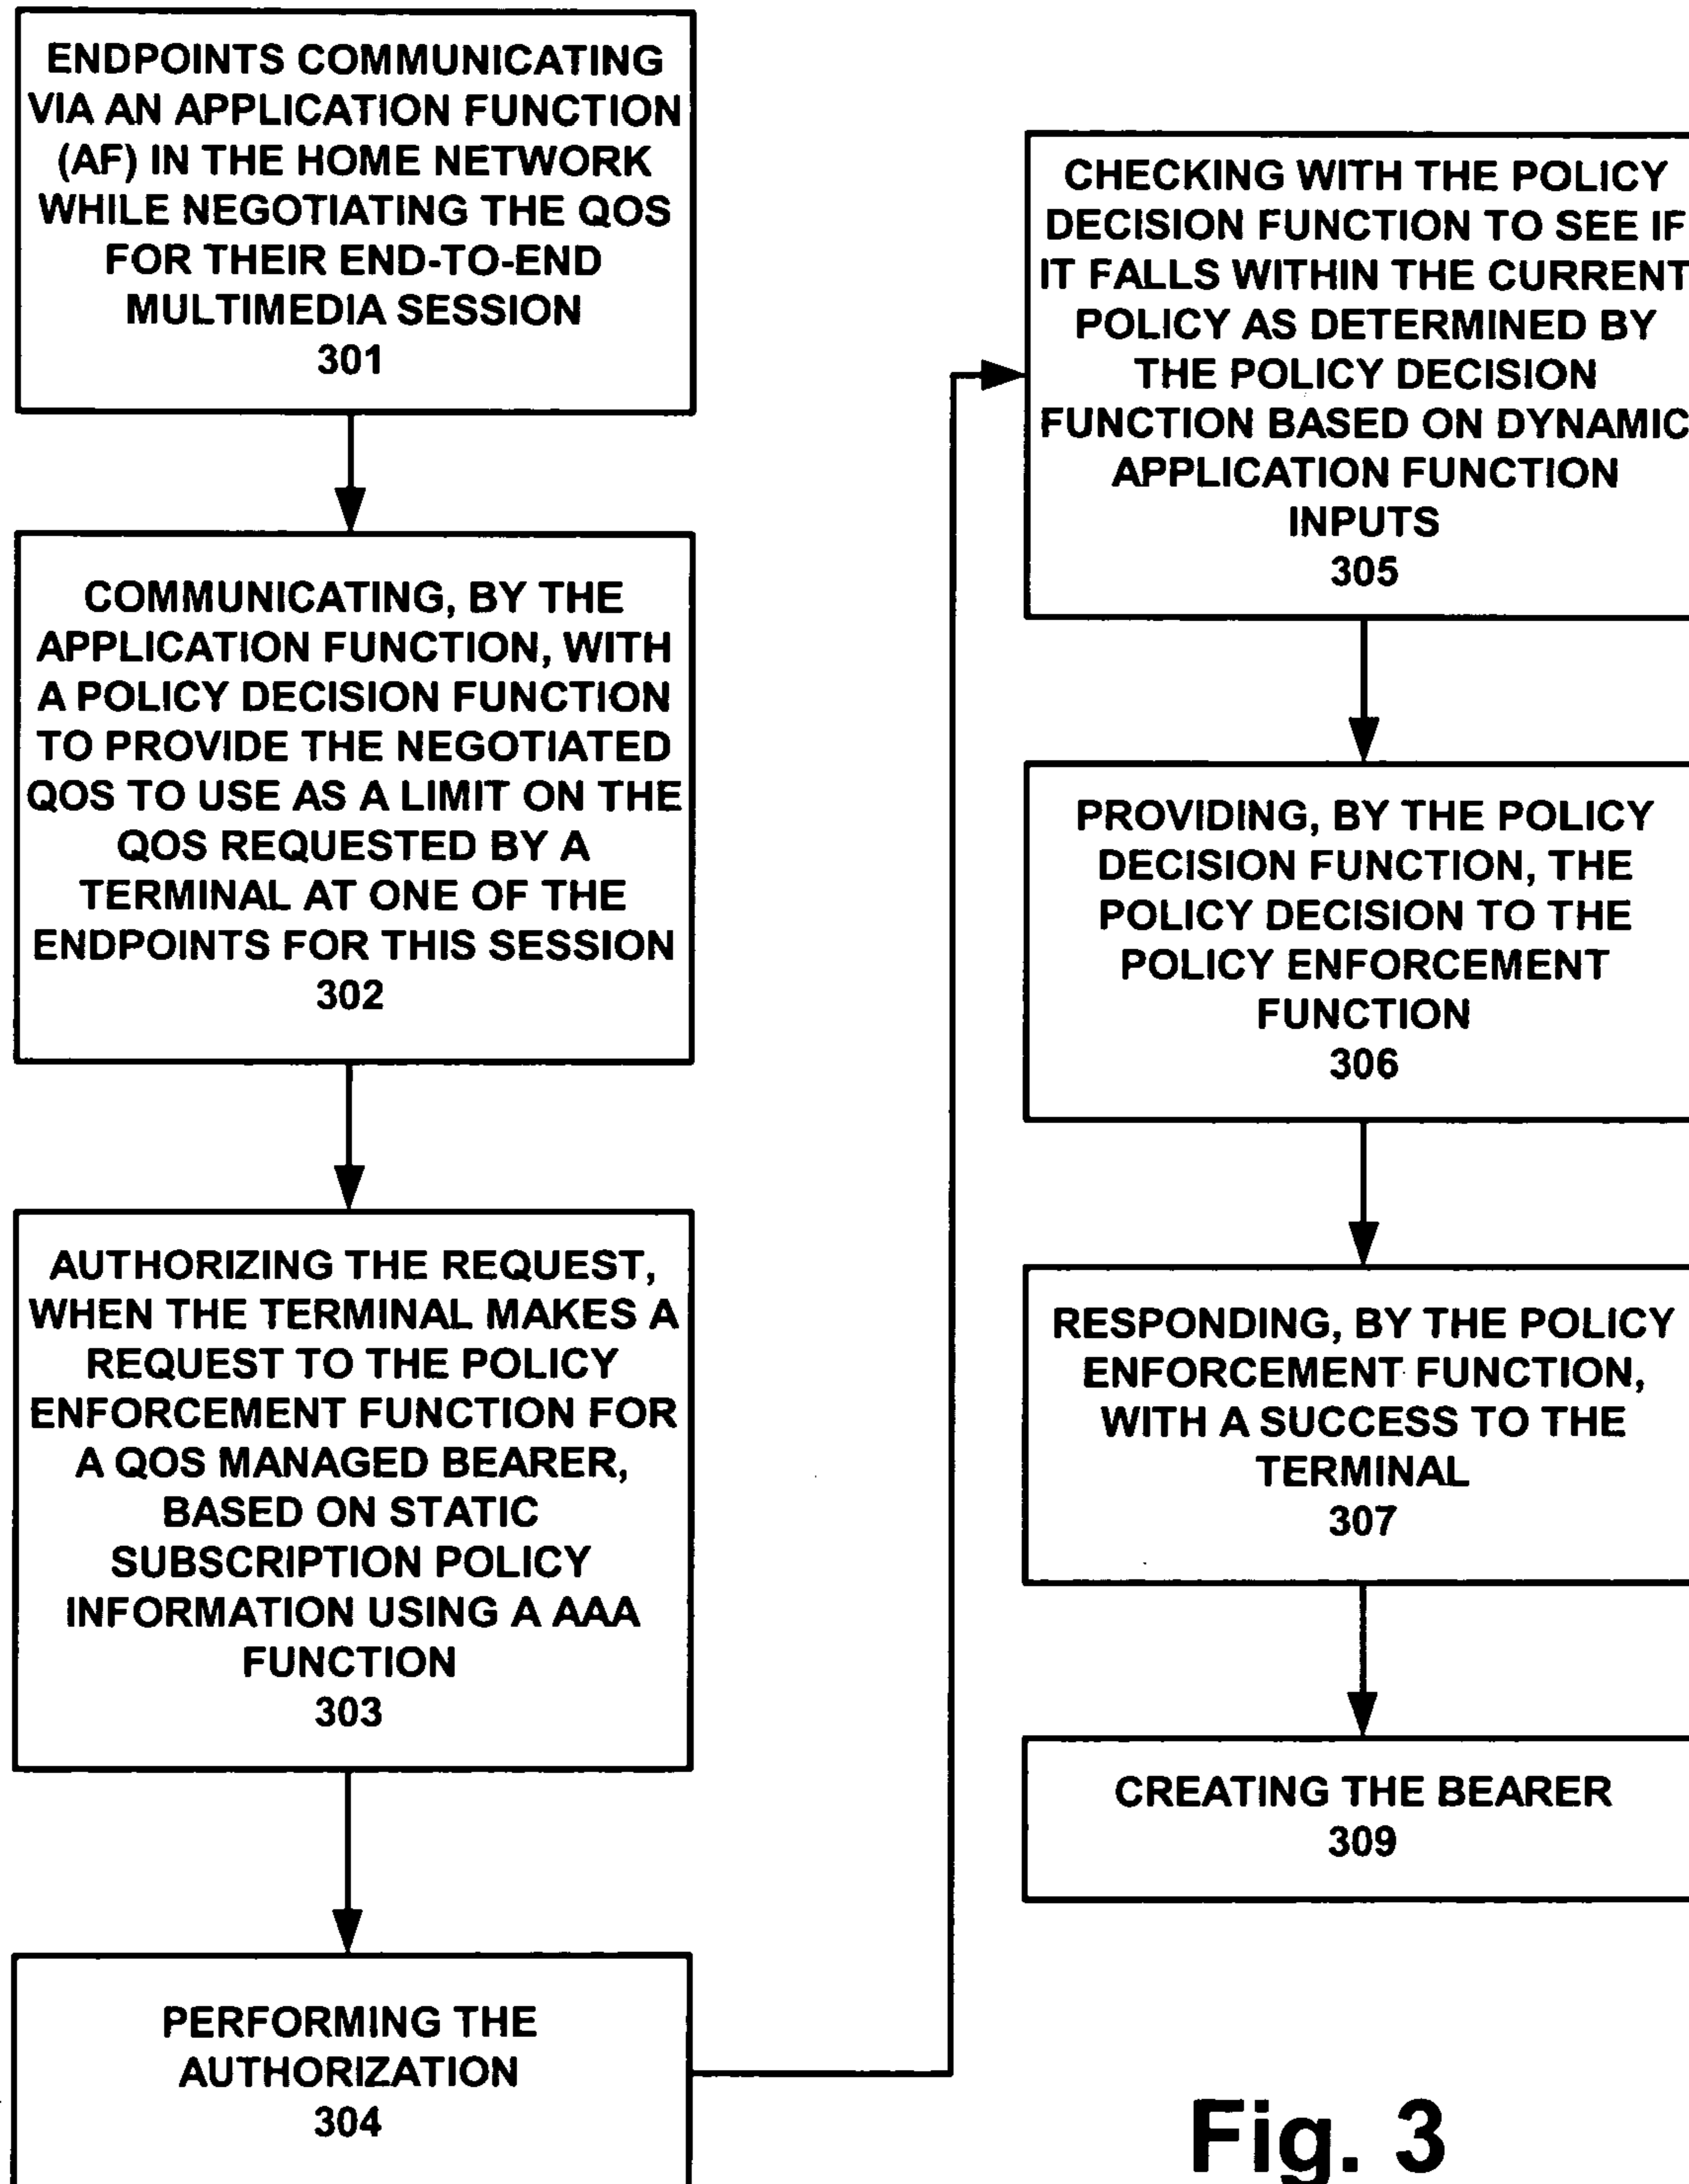 ENDPOINTS COMMUNICATING
VIA AN APPLICATION FUNCTION
(AF) IN THE HOME NETWORK
WHILE NEGOTIATING THE QOS
FOR THEIR END-TO-END
MULTIMEDIA SESSION
301
COMMUNICATING, BY THE
APPLICATION FUNCTION, WITH
A POLICY DECISION FUNCTION
TO PROVIDE THE NEGOTIATED
QOS TO USE AS A LIMIT ON THE
QOS REQUESTED BY A
TERMINAL AT ONE OF THE
ENDPOINTS FOR THIS SESSION
302
AUTHORIZING THE REQUEST,
WHEN THE TERMINAL MAKES A
REQUEST TO THE POLICY
ENFORCEMENT FUNCTION FOR
A QOS MANAGED BEARER,
BASED ON STATIC
SUBSCRIPTION POLICY
INFORMATION USING A AAA
FUNCTION
303
PERFORMING THE
AUTHORIZATION
304
CHECKING WITH THE POLICY
DECISION FUNCTION TO SEE IF
IT FALLS WITHIN THE CURRENT
POLICY AS DETERMINED BY
THE POLICY DECISION
FUNCTION BASED ON DYNAMIC
APPLICATION FUNCTION
INPUTS
305
PROVIDING, BY THE POLICY
DECISION FUNCTION, THE
POLICY DECISION TO THE
POLICY ENFORCEMENT
FUNCTION
306
RESPONDING, BY THE POLICY
ENFORCEMENT FUNCTION,
WITH A SUCCESS TO THE
TERMINAL
307
CREATING THE BEARER
309
Fig. 3